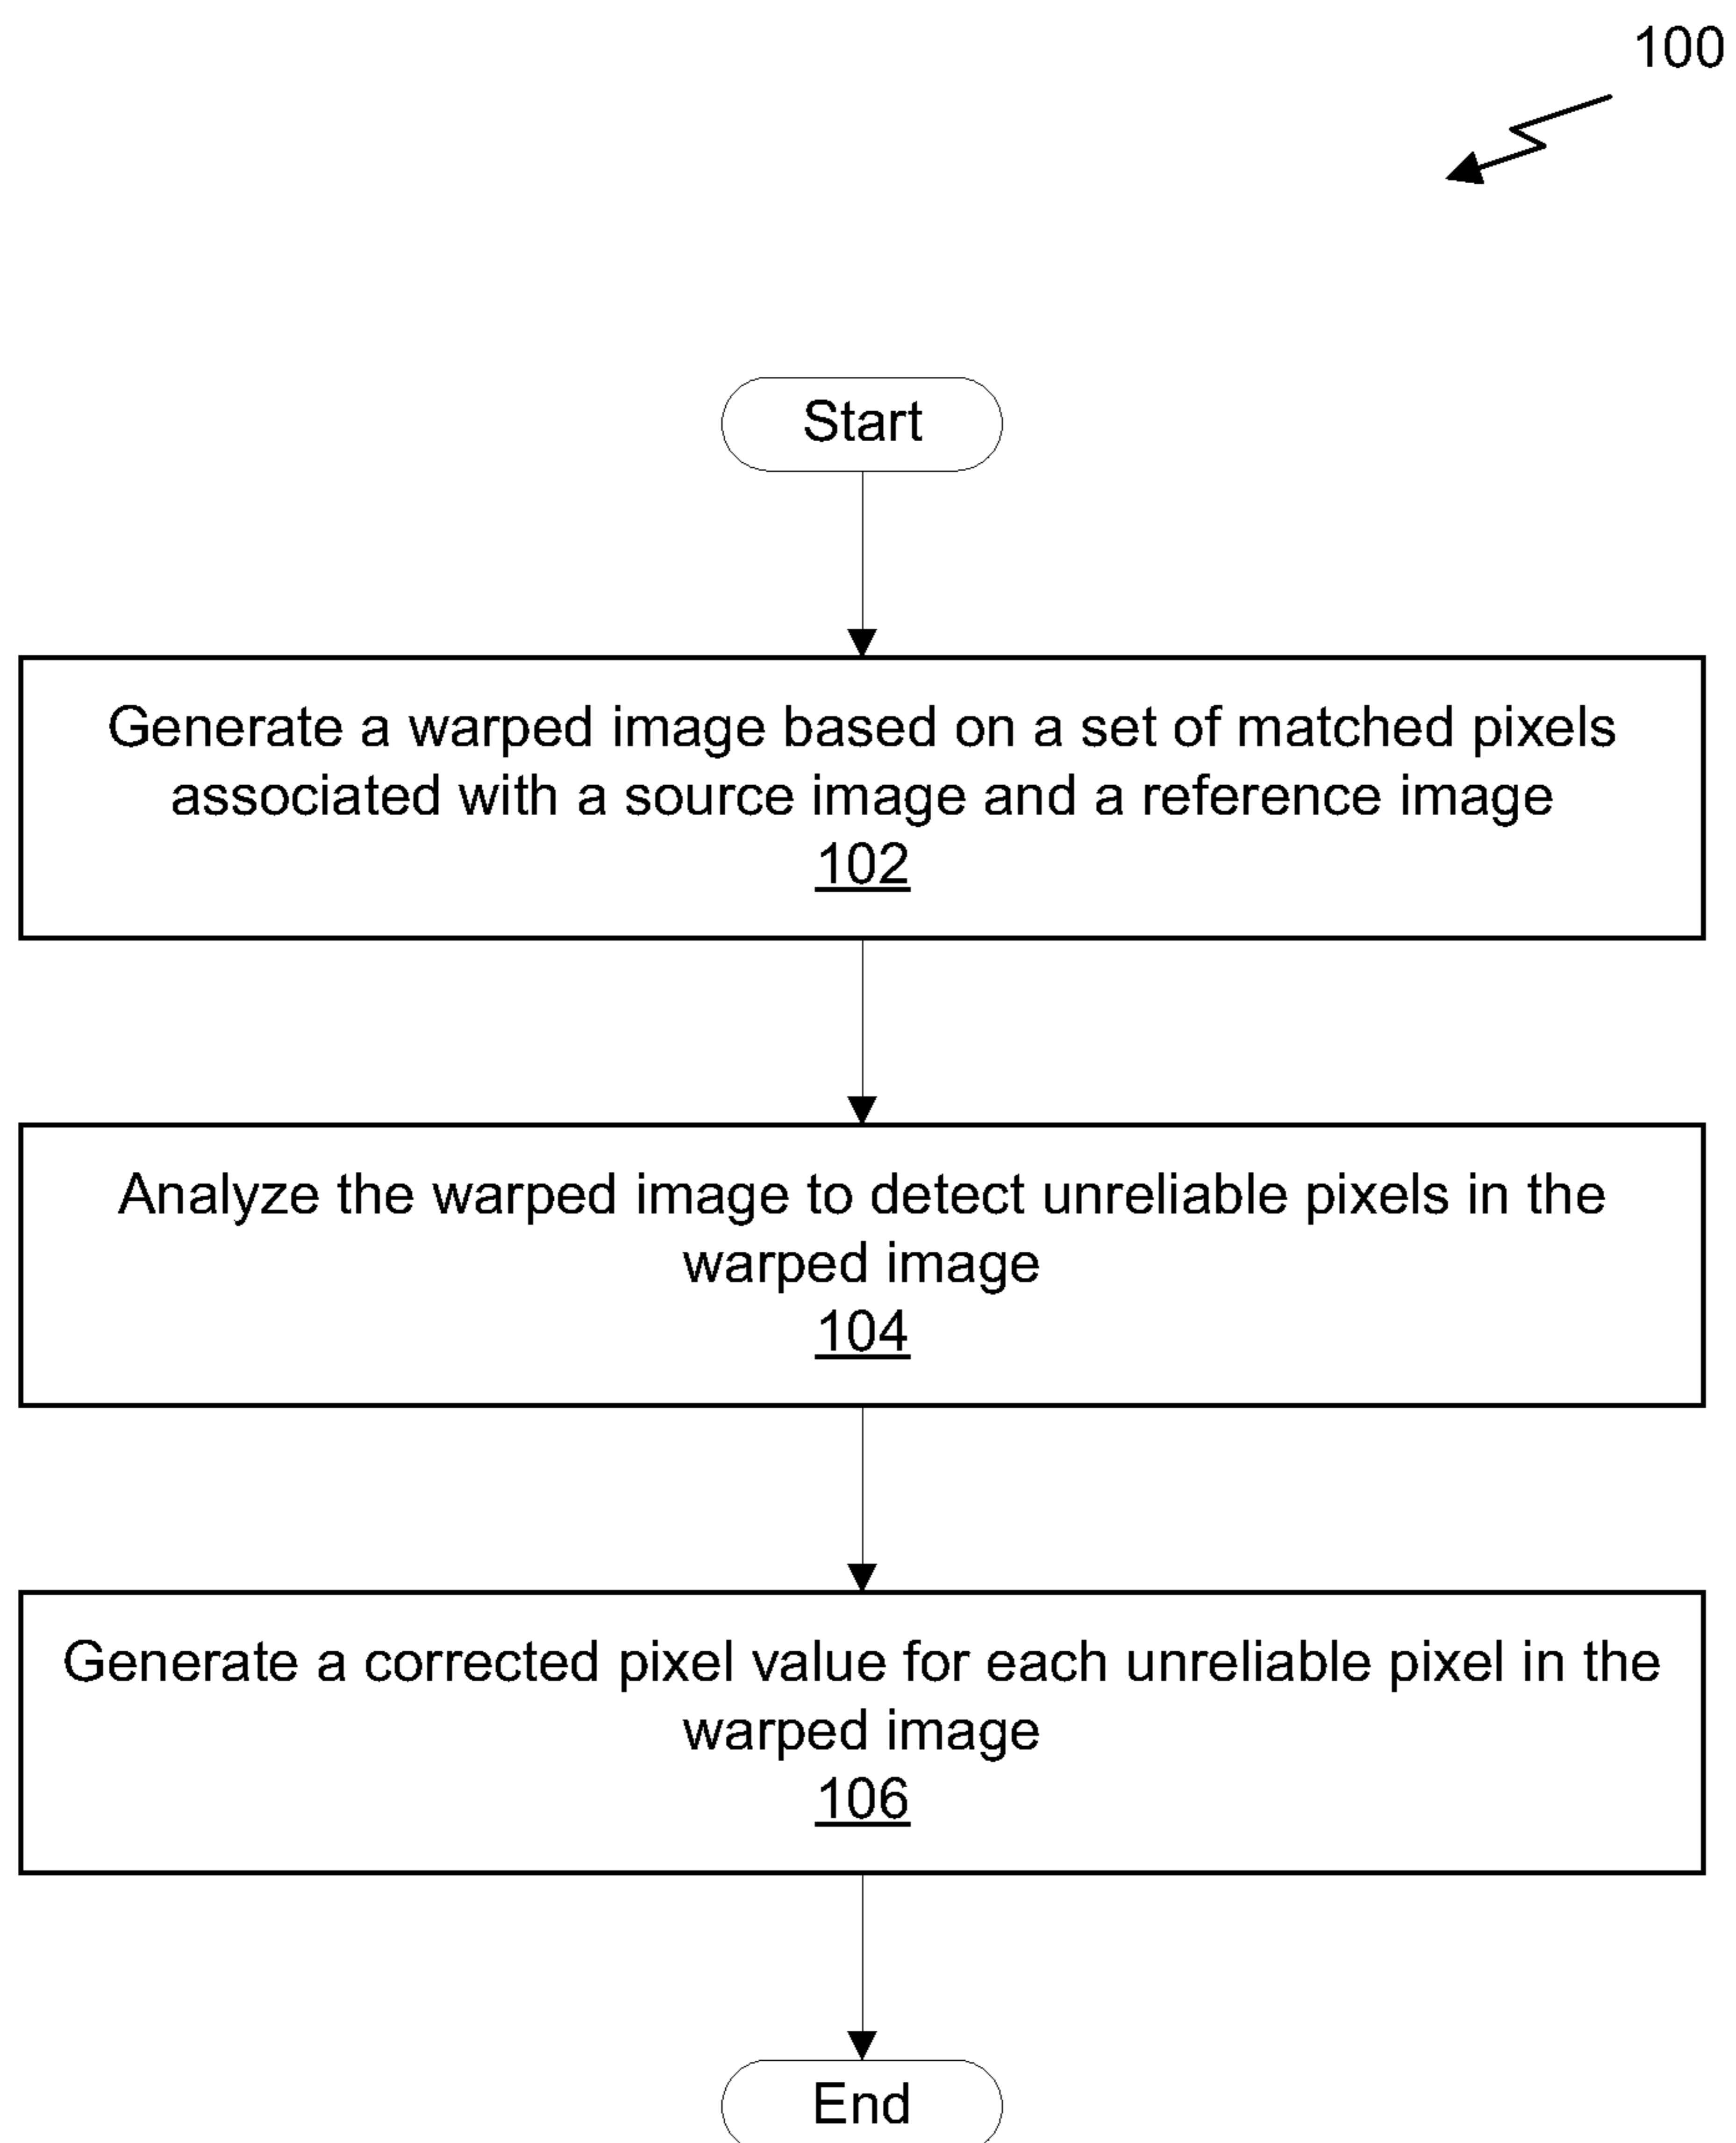 100
Start
Generate a warped image based on a set of matched pixels
associated with a source image and a reference image
102
Analyze the warped image to detect unreliable pixels in the
warped image
104
Generate a corrected pixel value for each unreliable pixel in the
warped image
106
End